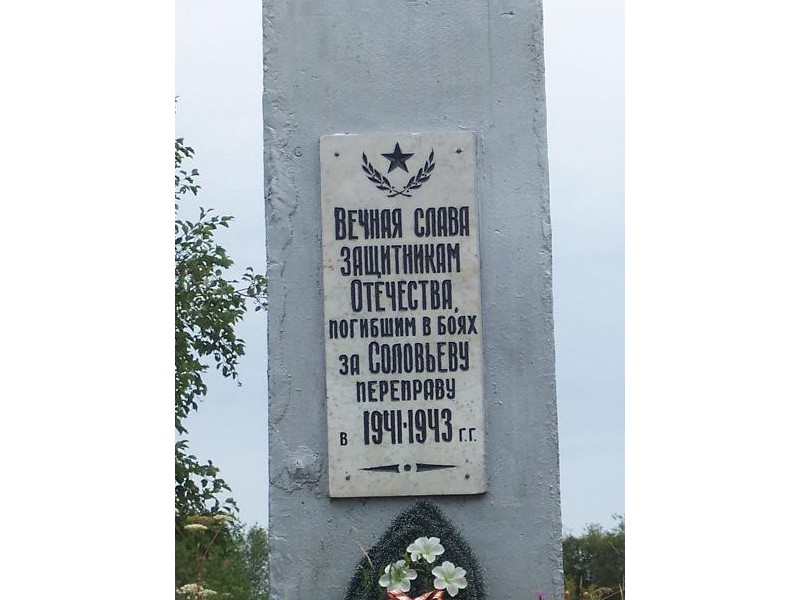 Вечная слава
защитникам
Отечества,
погибшим в боях
за Соловьеву
переправу
в 1941-1943 г.г.